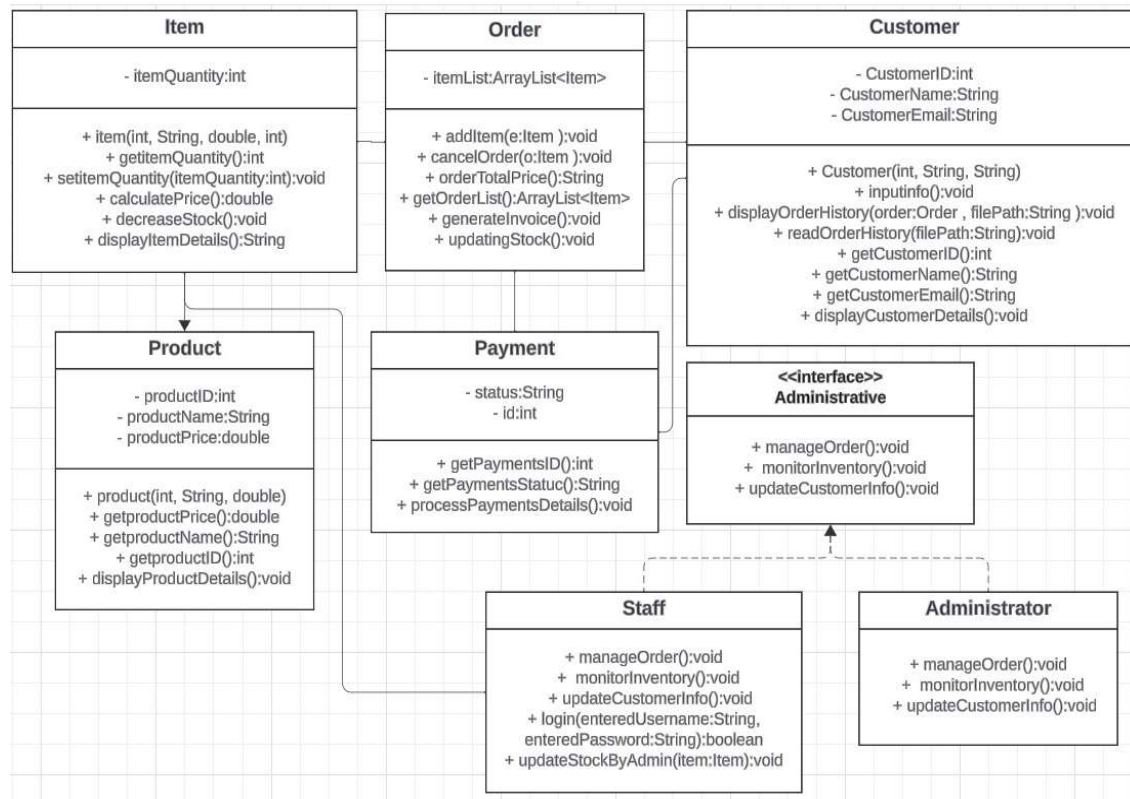 Item
- itemQuantity:int
+ item(int, String, double, int)
+ getitemQuantity():int
+ setitemQuantity(itemQuantity:int):void
+ calculatePrice():double
+ decreaseStock():void
+ displayItemDetails():String
Order
- itemList:ArrayList<Item>
+ addItem(e:Item ):void
+ cancelOrder(o:Item ):void
+ orderTotalPrice():String
+ getOrderList():ArrayList<Item>
+ generateInvoice():void
+ updatingStock():void
Customer
- CustomerID:int
- CustomerName:String
- CustomerEmail:String
+ Customer(int, String, String)
+ inputinfo():void
+ displayOrderHistory(order:Order , filePath:String ):void
+ readOrderHistory(filePath:String):void
+ getCustomerID():int
+ getCustomerName():String
+ getCustomerEmail():String
+ displayCustomerDetails():void
Product
- productID:int
- productName:String
- productPrice:double
+ product(int, String, double)
+ getproductPrice():double
+ getproductName():String
+ getproductID():int
+ displayProductDetails():void
Payment
- status:String
- id:int
+ getPaymentsID():int
+ getPaymentsStatuc():String
+ processPaymentsDetails():void
<<interface>>
Administrative
+ manageOrder():void
+ monitorInventory():void
+ updateCustomerInfo():void
Staff
+ manageOrder():void
+ monitorInventory():void
+ updateCustomerInfo():void
+ login(enteredUsername:String,
enteredPassword:String):boolean
+ updateStockByAdmin(item:Item):void
Administrator
+ manageOrder():void
+ monitorInventory():void
+ updateCustomerInfo():void